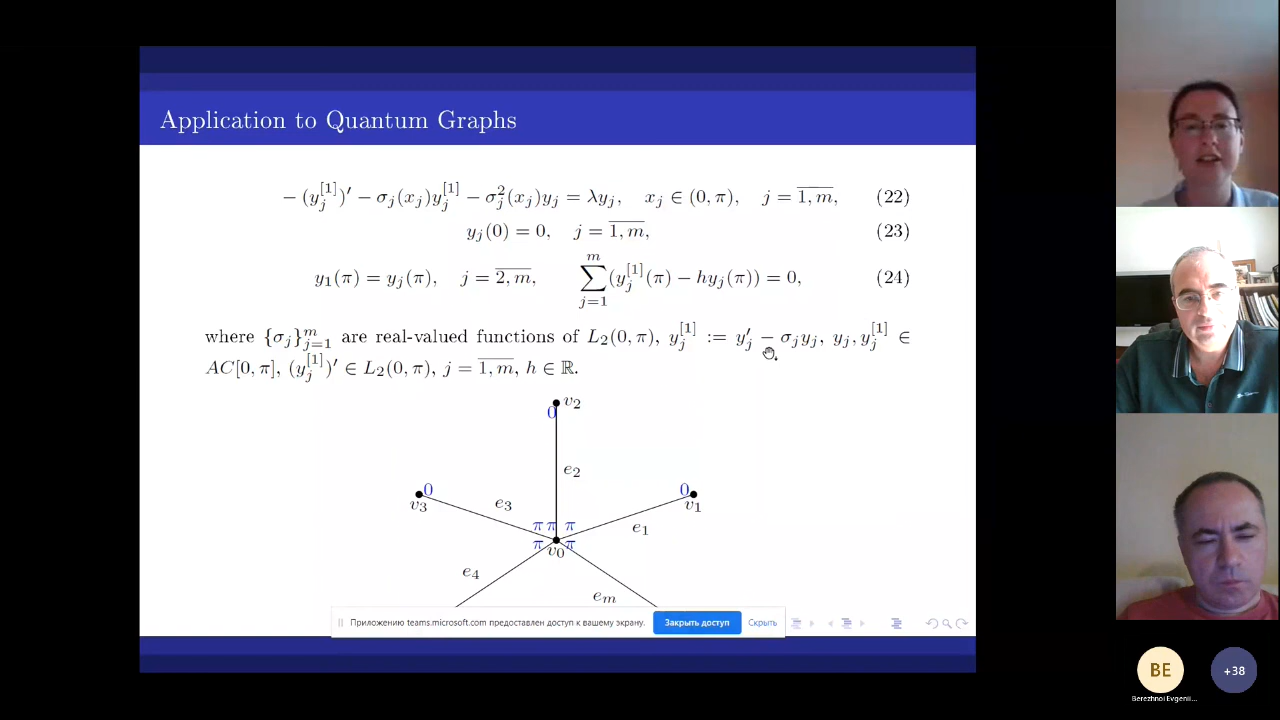 Application to Quantum Graphs
− (y_j^{[1]})′ − σ_j(x_j)y_j^{[1]} − σ_j^2(x_j)y_j = λy_j, x_j ∈ (0, π), j = \overline{1, m}, (22)
y_j(0) = 0, j = \overline{1, m}, (23)
y_1(π) = y_j(π), j = \overline{2, m}, \sum_{j=1}^{m}(y_j^{[1]}(π) − hy_j(π)) = 0, (24)
where {σ_j}_{j=1}^m are real-valued functions of L_2(0, π), y_j^{[1]} := y_j′ − σ_jy_j, y_j, y_j^{[1]} ∈
AC[0, π], (y_j^{[1]})′ ∈ L_2(0, π), j = \overline{1, m}, h ∈ ℝ.
0 v_2
e_2
0 0
v_3 e_3 v_1
π π π e_1
π π
v_0
e_4
e_m
Приложению teams.microsoft.com предоставлен доступ к вашему экрану. Закрыть доступ Скрыть
BE +38
Berezhnoi Evgenii...